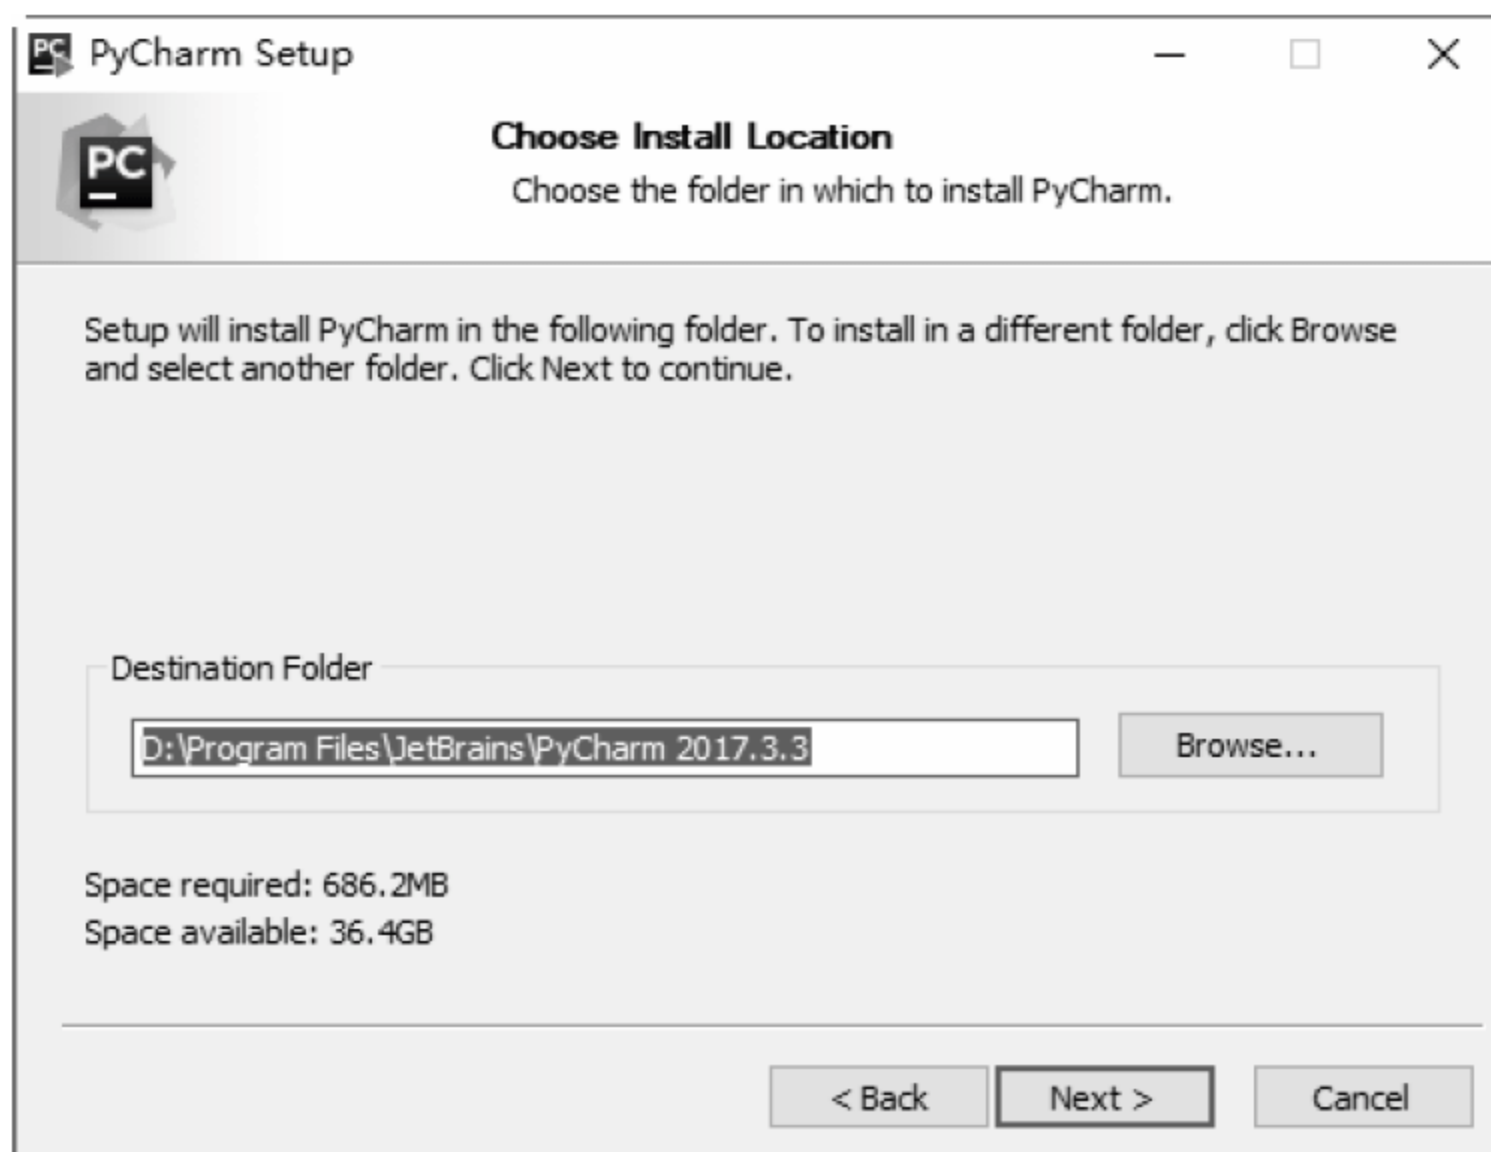 PC PyCharm Setup
PC
Choose Install Location
Choose the folder in which to install PyCharm.
Setup will install PyCharm in the following folder. To install in a different folder, click Browse
and select another folder. Click Next to continue.
Destination Folder
D:\Program Files\JetBrains\PyCharm 2017.3.3
Browse...
Space required: 686.2MB
Space available: 36.4GB
< Back Next > Cancel